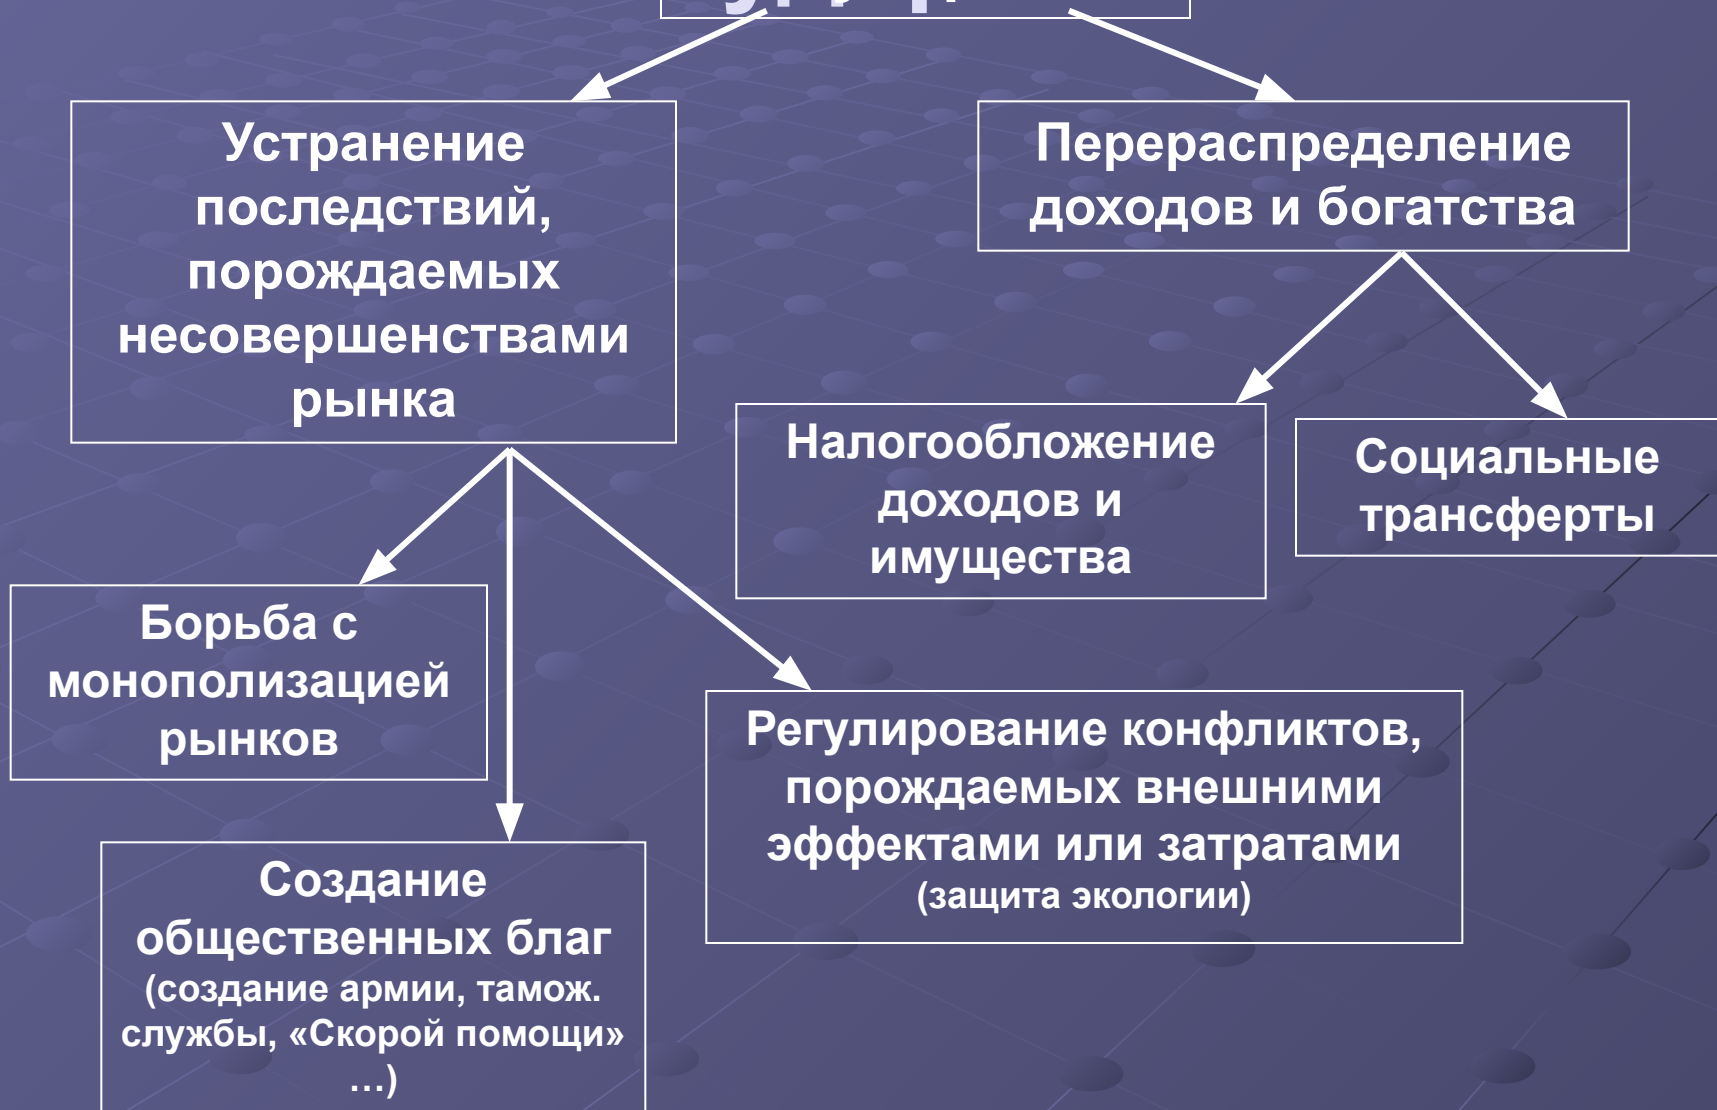 Устранение
последствий,
порождаемых
несовершенствами
рынка
Перераспределение
доходов и богатства
Налогообложение
доходов и
имущества
Социальные
трансферты
Борьба с
монополизацией
рынков
Регулирование конфликтов,
порождаемых внешними
эффектами или затратами
(защита экологии)
Создание
общественных благ
(создание армии, тамож.
службы, «Скорой помощи»
…)